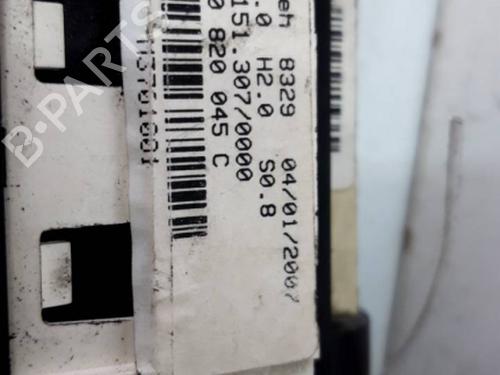 eh 8329 04/01/2007
.0 H2.0 S0.8
151.307/0000
0 820 045 C
B-PARTS